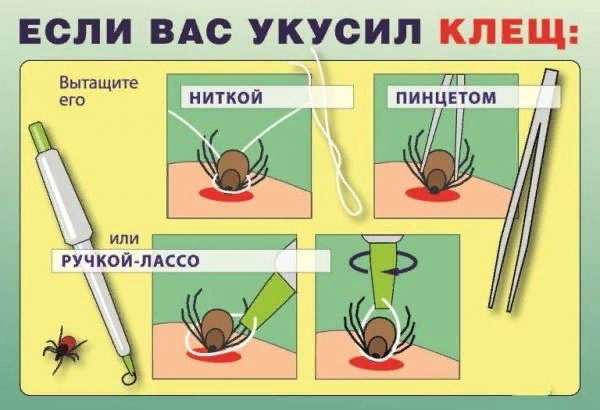 ЕСЛИ ВАС УКУСИЛ КЛЕЩ:
Вытащите
его
НИТКОЙ
ПИНЦЕТОМ
или
РУЧКОЙ-ЛАССО